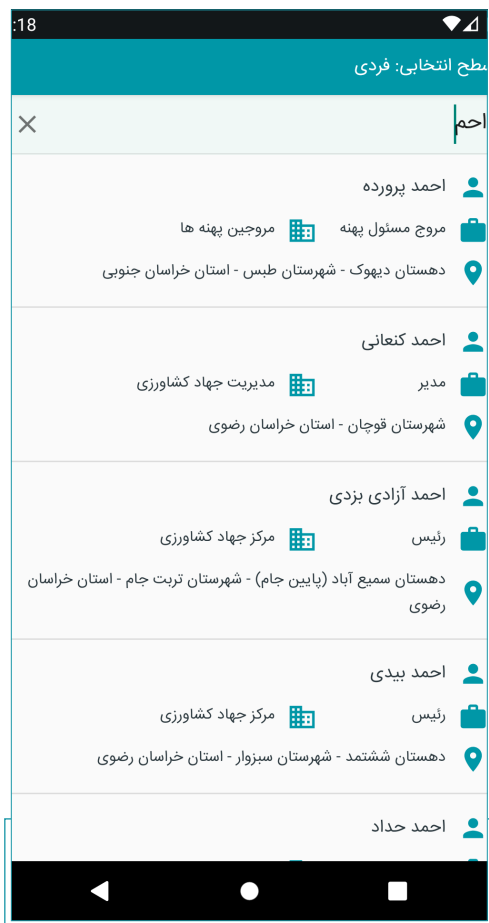 :18
سطح انتخابی: فردی
احم
احمد پرورده
مروج مسئول پهنه مروجین پهنه ها
دهستان دیهوک - شهرستان طبس - استان خراسان جنوبی
احمد کنعانی
مدیر مدیریت جهاد کشاورزی
شهرستان قوچان - استان خراسان رضوی
احمد آزادی بزدی
رئیس مرکز جهاد کشاورزی
دهستان سمیع آباد (پایین جام) - شهرستان تربت جام - استان خراسان
رضوی
احمد بیدی
رئیس مرکز جهاد کشاورزی
دهستان ششتمد - شهرستان سبزوار - استان خراسان رضوی
احمد حداد